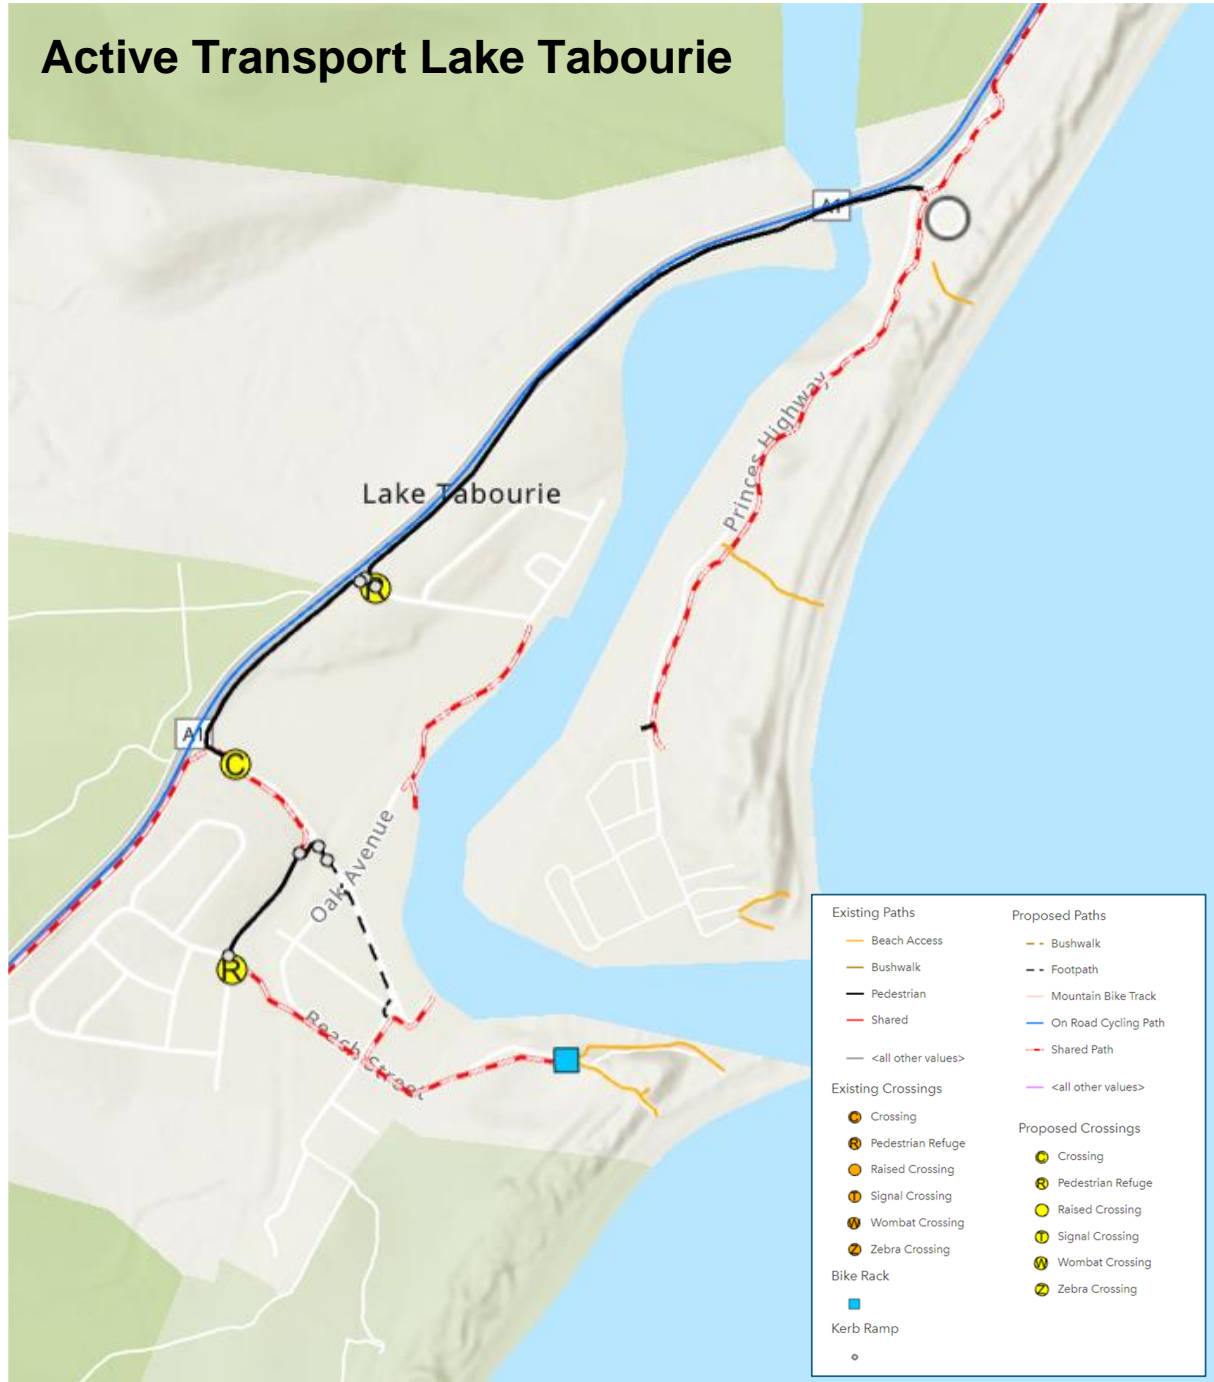 Active Transport Lake Tabourie
A1
Princes Highway
Lake Tabourie
R
A1
C
Oak Avenue
R
Beach Street
Existing Paths
Beach Access
Bushwalk
Pedestrian
Shared
<all other values>
Existing Crossings
C Crossing
R Pedestrian Refuge
Raised Crossing
T Signal Crossing
W Wombat Crossing
Z Zebra Crossing
Bike Rack
Kerb Ramp
Proposed Paths
Bushwalk
Footpath
Mountain Bike Track
On Road Cycling Path
Shared Path
<all other values>
Proposed Crossings
C Crossing
R Pedestrian Refuge
Raised Crossing
T Signal Crossing
W Wombat Crossing
Z Zebra Crossing